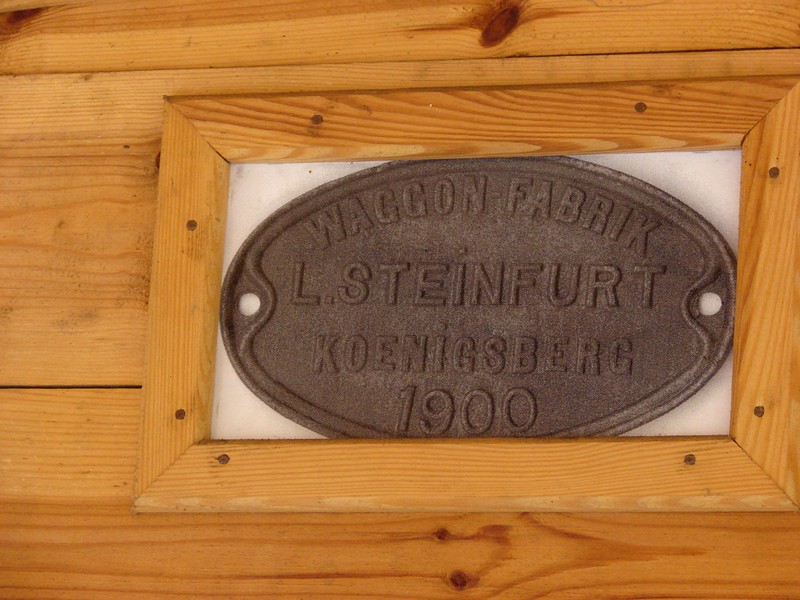 WAGGON-FABRIK
L.STEINFURT
KOENIGSBERG
1900